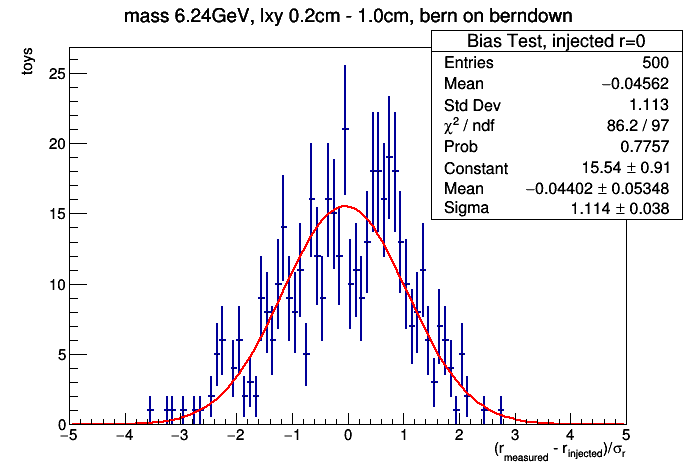 mass 6.24GeV, lxy 0.2cm - 1.0cm, bern on berndown
Bias Test, injected r=0
Entries 500
Mean −0.04562
Std Dev 1.113
χ² / ndf 86.2 / 97
Prob 0.7757
Constant 15.54 ± 0.91
Mean −0.04402 ± 0.05348
Sigma 1.114 ± 0.038
toys
25
20
15
10
5
0
−5 −4 −3 −2 −1 0 1 2 3 4 5
(r_measured - r_injected)/σ_r